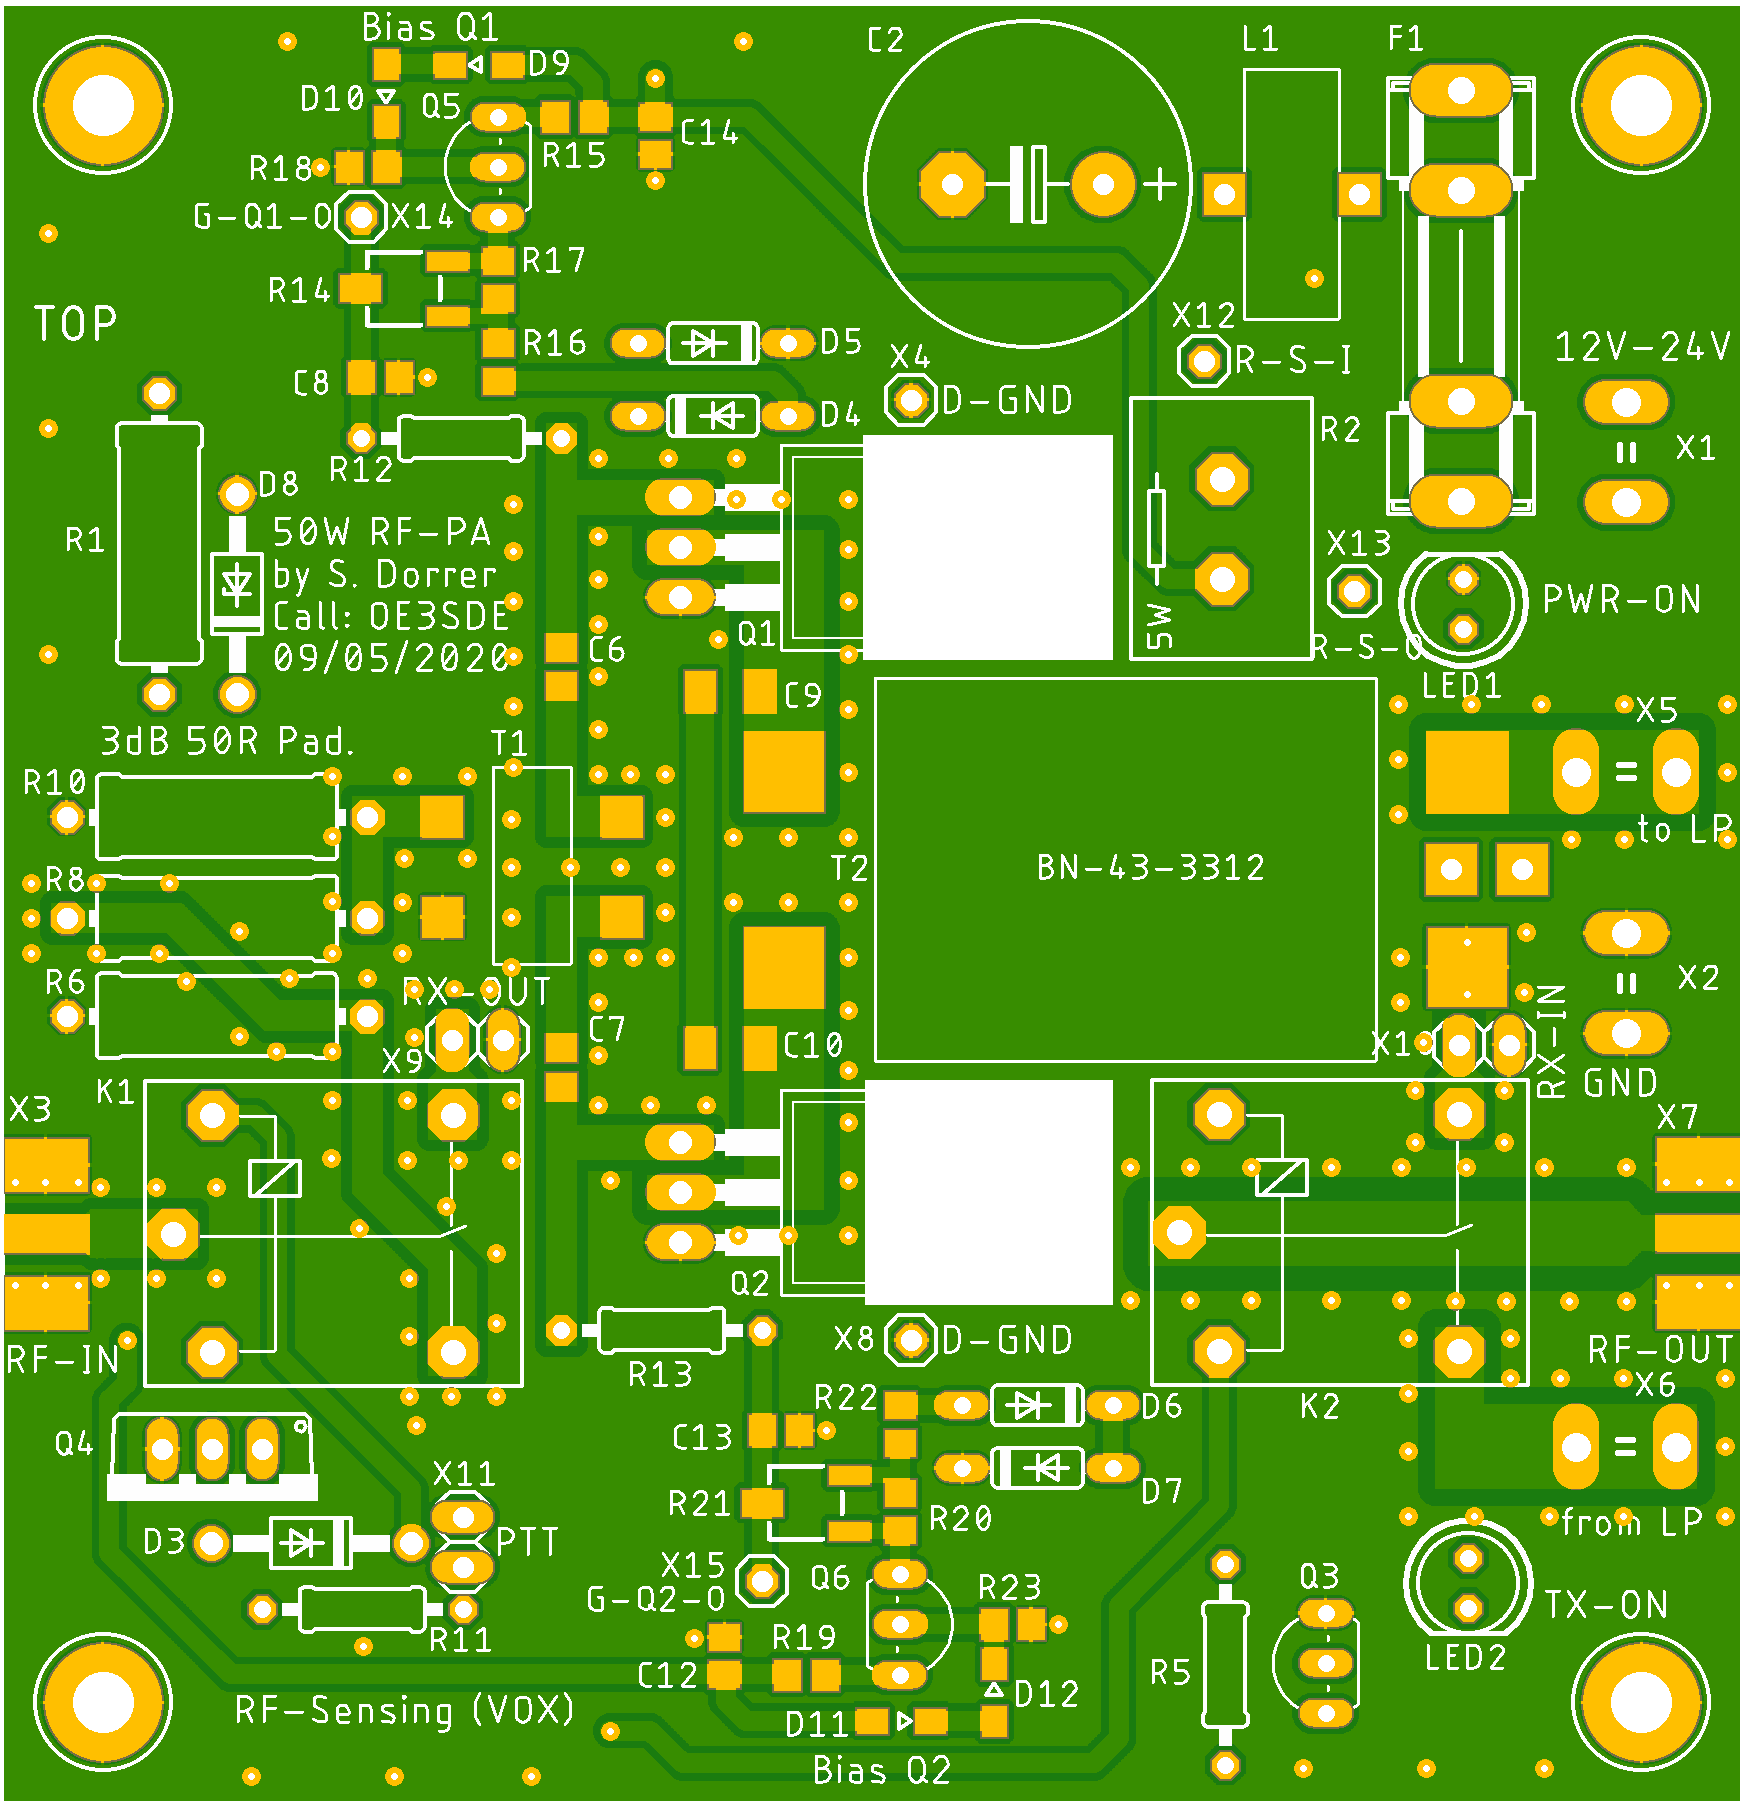 Bias Q1
C2
L1
F1
D9
D10
Q5
C14
R15
R18
G-Q1-O
X14
R17
R14
TOP
X12
R16
D5
X4
R-S-I
12V-24V
C8
D-GND
D4
R2
X1
R12
D8
R1
50W RF-PA
by S. Dorrer
Call: OE3SDE
09/05/2020
X13
PWR-ON
5W
Q1
C6
R-S-O
LED1
C9
X5
3dB 50R Pad.
T1
R10
to LP
T2
BN-43-3312
R8
R6
RX-OUT
X2
RX-IN
C7
C10
X9
X10
GND
K1
X3
X7
Q2
RF-IN
X8
D-GND
RF-OUT
R13
X6
R22
D6
K2
Q4
C13
X11
D7
R21
R20
from LP
D3
PTT
X15
Q6
G-Q2-O
R23
Q3
TX-ON
R11
R19
LED2
C12
R5
D12
RF-Sensing (VOX)
D11
Bias Q2